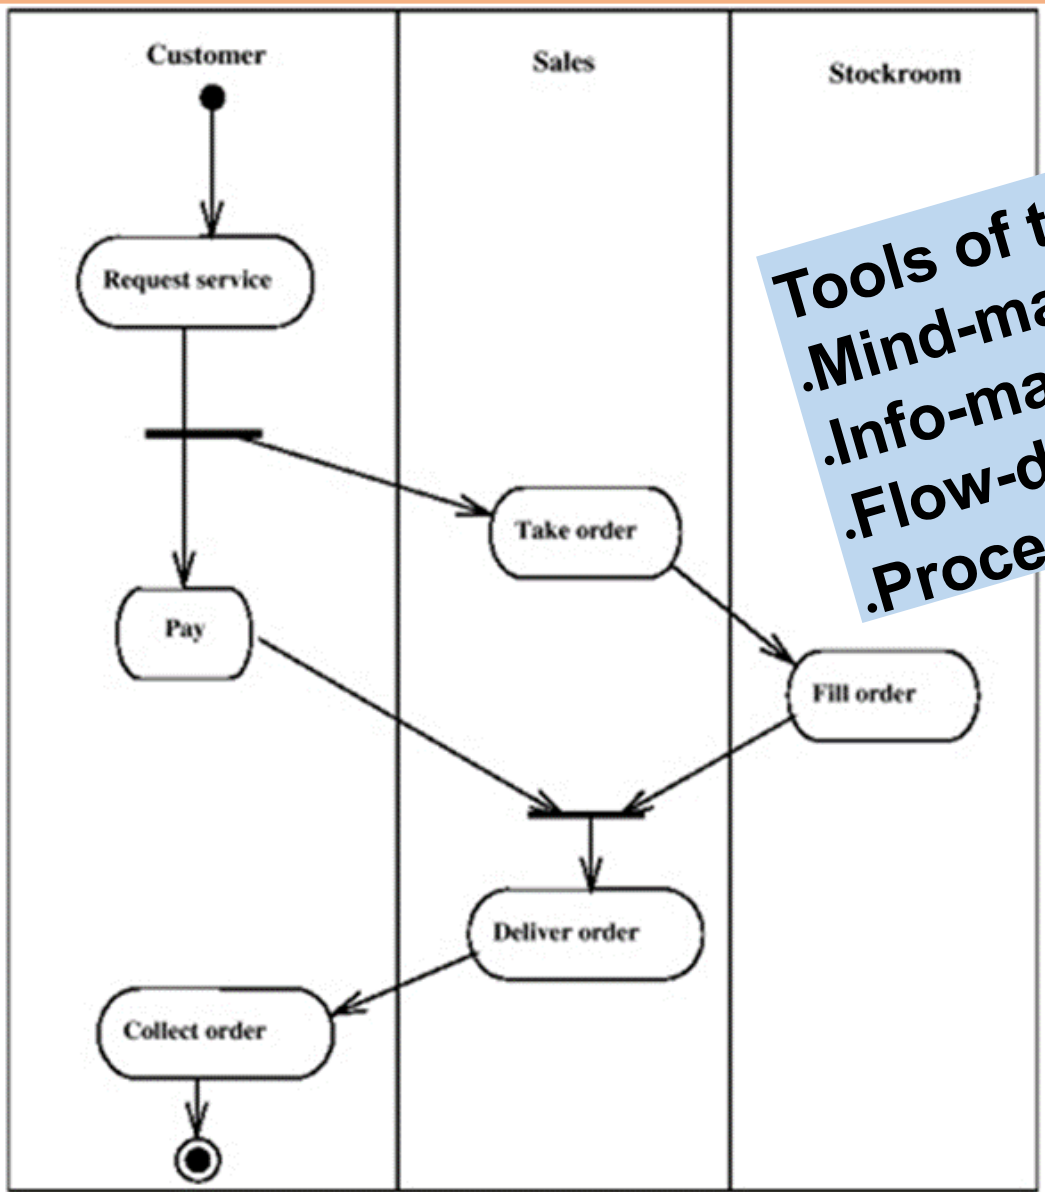 Customer
Sales
Stockroom
Request service
Take order
Pay
Fill order
Deliver order
Collect order
Tools of t
.Mind-ma
.Info-ma
.Flow-d
.Proce